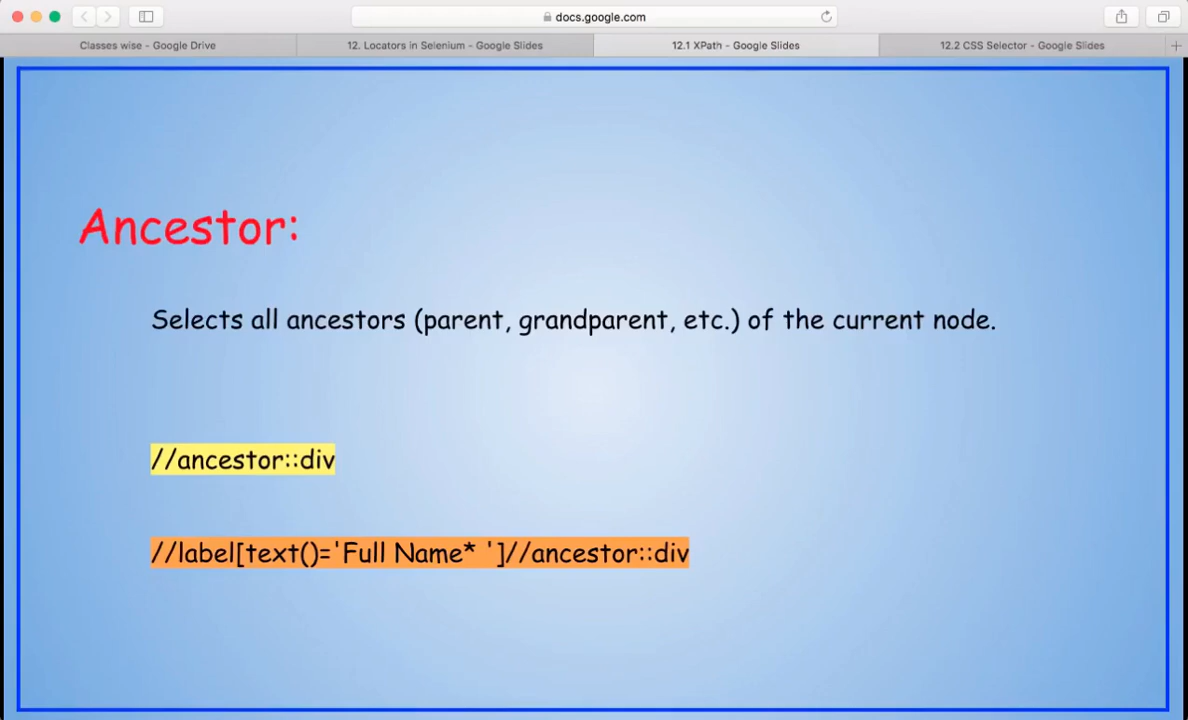 docs.google.com
Classes wise - Google Drive
12. Locators in Selenium - Google Slides
12.1 XPath - Google Slides
12.2 CSS Selector - Google Slides
Ancestor:
Selects all ancestors (parent, grandparent, etc.) of the current node.
//ancestor::div
//label[text()='Full Name* ']//ancestor::div